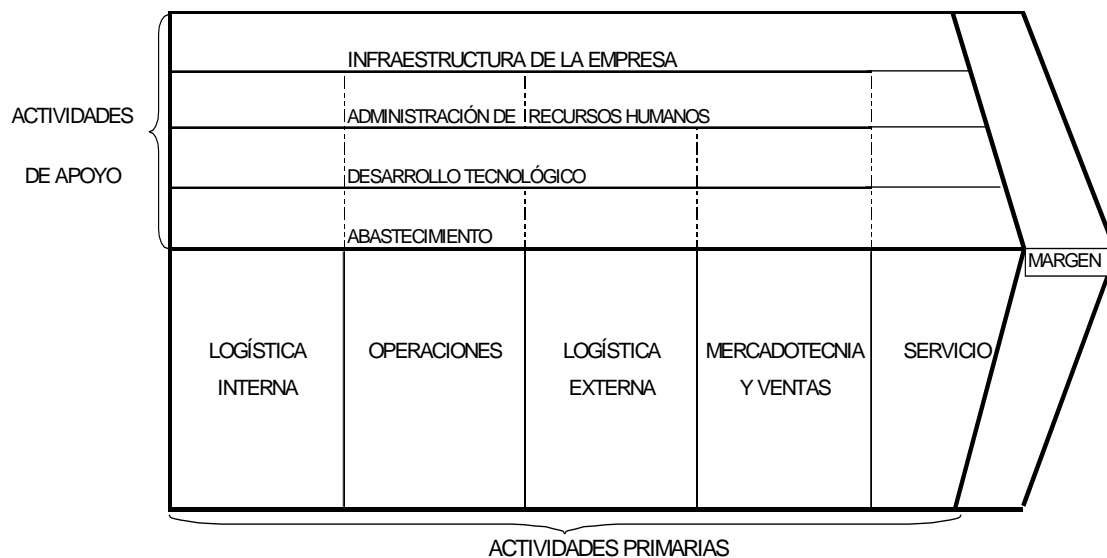 INFRAESTRUCTURA DE LA EMPRESA
ACTIVIDADES
DE APOYO
ADMINISTRACIÓN DE RECURSOS HUMANOS
DESARROLLO TECNOLÓGICO
ABASTECIMIENTO
MARGEN
LOGÍSTICA
INTERNA
OPERACIONES
LOGÍSTICA
EXTERNA
MERCADOTECNIA
Y VENTAS
SERVICIO
ACTIVIDADES PRIMARIAS